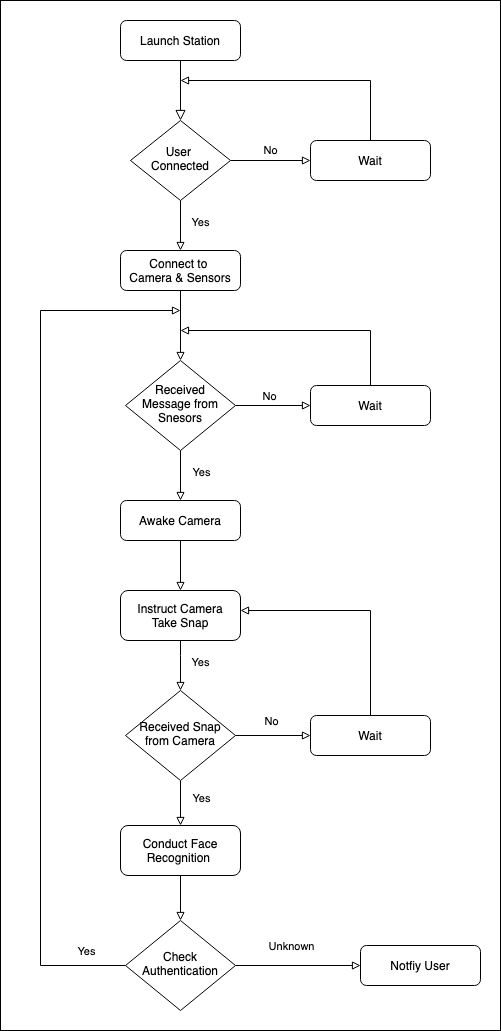 Launch Station
User
Connected
No
Wait
Yes
Connect to
Camera & Sensors
Received
Message from
Snesors
No
Wait
Yes
Awake Camera
Instruct Camera
Take Snap
Yes
Received Snap
from Camera
No
Wait
Yes
Conduct Face
Recognition
Yes
Check
Authentication
Unknown
Notfiy User